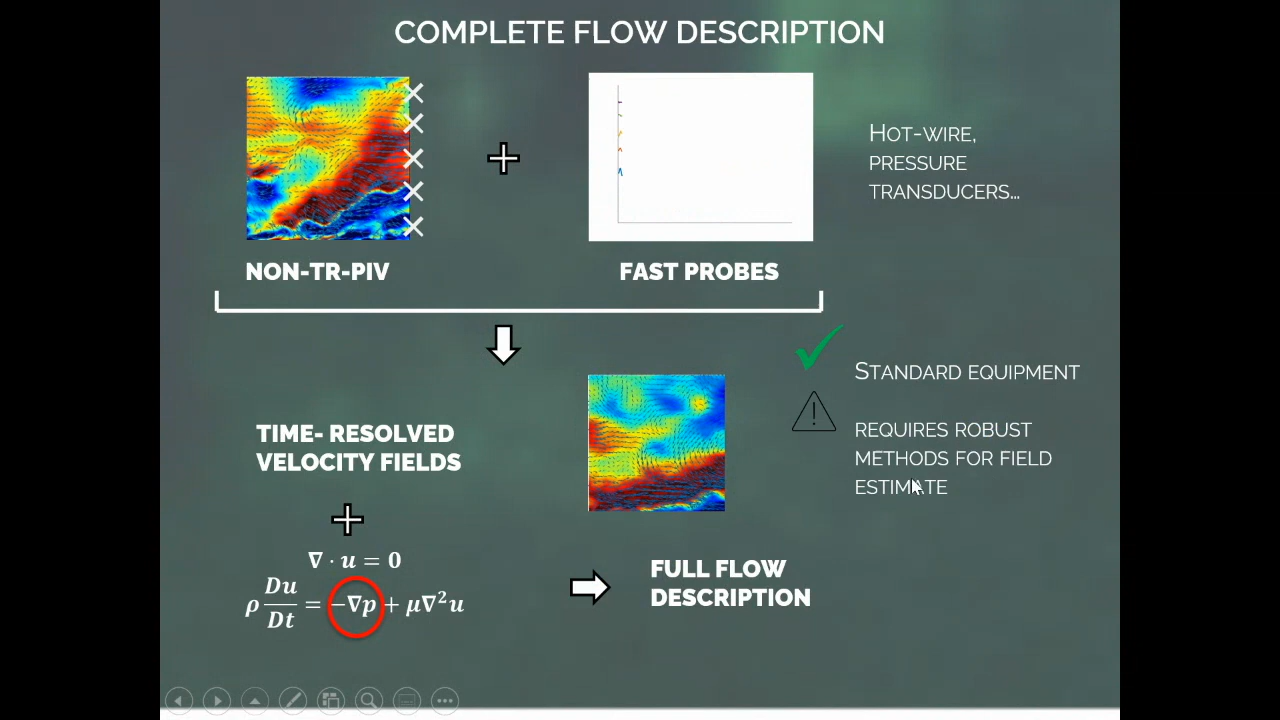 COMPLETE FLOW DESCRIPTION
HOT-WIRE,
PRESSURE
TRANSDUCERS...
NON-TR-PIV
FAST PROBES
STANDARD EQUIPMENT
REQUIRES ROBUST
METHODS FOR FIELD
ESTIMATE
TIME- RESOLVED
VELOCITY FIELDS
∇ · u = 0
ρ Du/Dt = −∇p + μ∇²u
FULL FLOW
DESCRIPTION